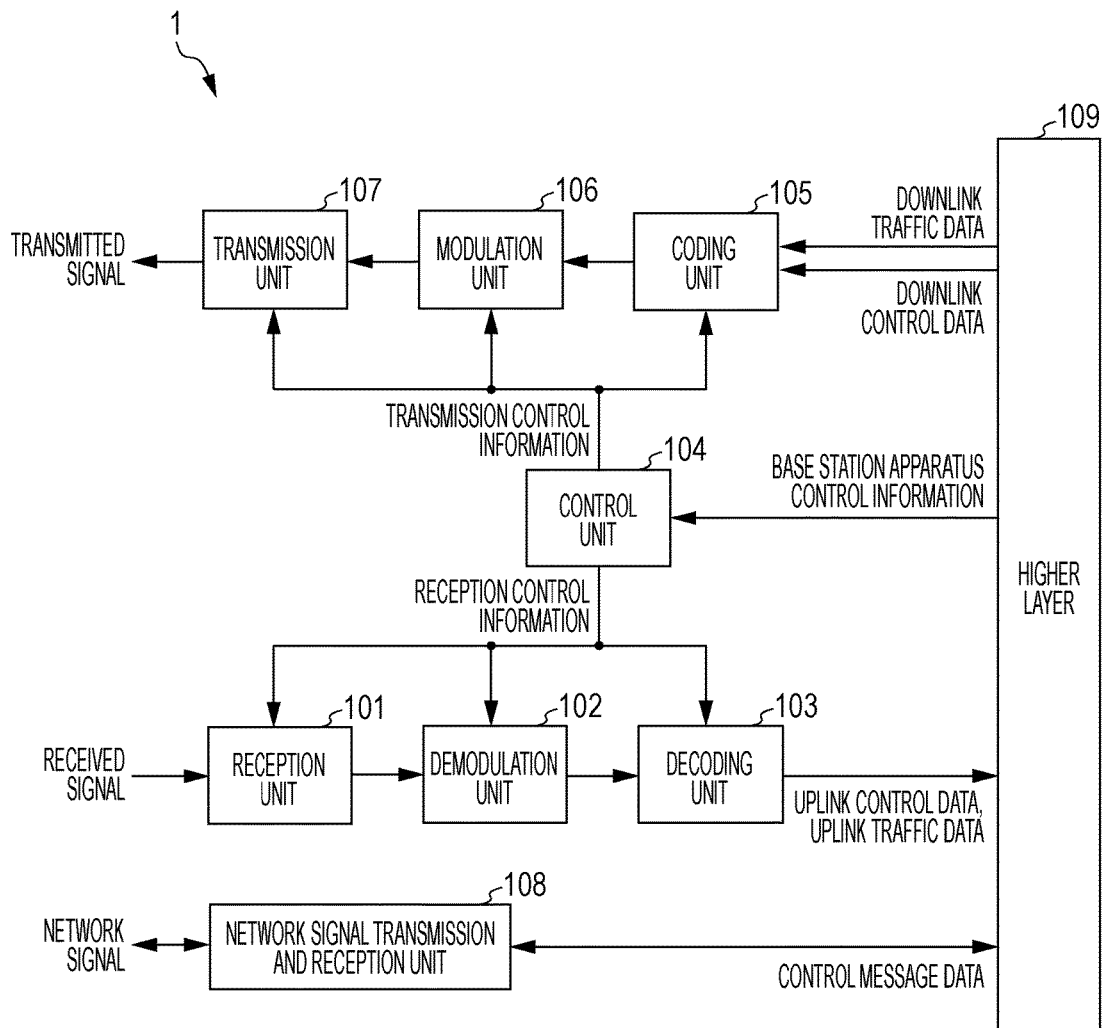 1
109
107
106
105
DOWNLINK
TRAFFIC DATA
TRANSMITTED
SIGNAL
TRANSMISSION
UNIT
MODULATION
UNIT
CODING
UNIT
DOWNLINK
CONTROL DATA
TRANSMISSION CONTROL
INFORMATION
104
BASE STATION APPARATUS
CONTROL INFORMATION
CONTROL
UNIT
HIGHER
LAYER
RECEPTION CONTROL
INFORMATION
101
102
103
RECEIVED
SIGNAL
RECEPTION
UNIT
DEMODULATION
UNIT
DECODING
UNIT
UPLINK CONTROL DATA,
UPLINK TRAFFIC DATA
108
NETWORK
SIGNAL
NETWORK SIGNAL TRANSMISSION
AND RECEPTION UNIT
CONTROL MESSAGE DATA